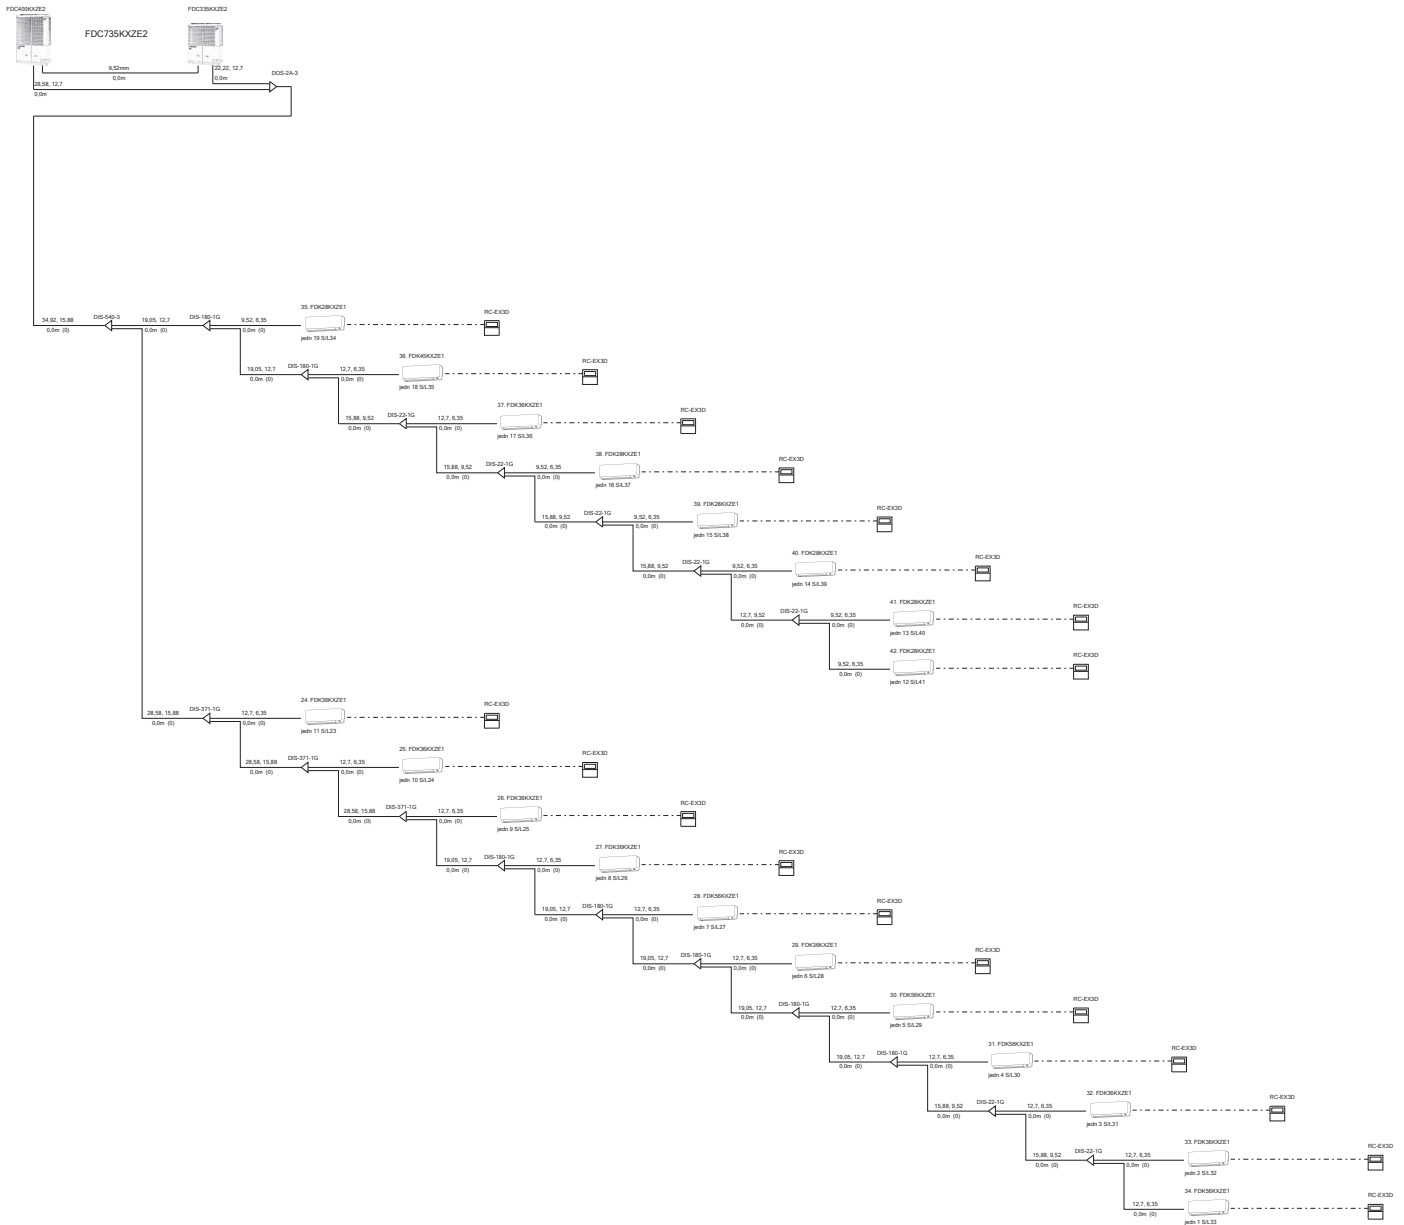 FDC400KXZE2
FDC735KXZE2
FDC335KXZE2
9,52mm
0,0m
22,22, 12,7
0,0m
DOS-2A-3
28,58, 12,7
0,0m
34,92, 15,88
0,0m (0)
DIS-540-3
19,05, 12,7
0,0m (0)
DIS-180-1G
9,52, 6,35
0,0m (0)
35. FDK28KXZE1
jedn 19 S/L34
RC-EX3D
19,05, 12,7
0,0m (0)
DIS-180-1G
12,7, 6,35
0,0m (0)
36. FDK45KXZE1
jedn 18 S/L35
RC-EX3D
15,88, 9,52
0,0m (0)
DIS-22-1G
12,7, 6,35
0,0m (0)
37. FDK36KXZE1
jedn 17 S/L36
RC-EX3D
15,88, 9,52
0,0m (0)
DIS-22-1G
9,52, 6,35
0,0m (0)
38. FDK28KXZE1
jedn 16 S/L37
RC-EX3D
15,88, 9,52
0,0m (0)
DIS-22-1G
9,52, 6,35
0,0m (0)
39. FDK28KXZE1
jedn 15 S/L38
RC-EX3D
15,88, 9,52
0,0m (0)
DIS-22-1G
9,52, 6,35
0,0m (0)
40. FDK28KXZE1
jedn 14 S/L39
RC-EX3D
12,7, 9,52
0,0m (0)
DIS-22-1G
9,52, 6,35
0,0m (0)
41. FDK28KXZE1
jedn 13 S/L40
RC-EX3D
9,52, 6,35
0,0m (0)
42. FDK28KXZE1
jedn 12 S/L41
RC-EX3D
28,58, 15,88
0,0m (0)
DIS-371-1G
12,7, 6,35
0,0m (0)
24. FDK36KXZE1
jedn 11 S/L23
RC-EX3D
28,58, 15,88
0,0m (0)
DIS-371-1G
12,7, 6,35
0,0m (0)
25. FDK36KXZE1
jedn 10 S/L24
RC-EX3D
28,58, 15,88
0,0m (0)
DIS-371-1G
12,7, 6,35
0,0m (0)
26. FDK36KXZE1
jedn 9 S/L25
RC-EX3D
19,05, 12,7
0,0m (0)
DIS-180-1G
12,7, 6,35
0,0m (0)
27. FDK36KXZE1
jedn 8 S/L26
RC-EX3D
19,05, 12,7
0,0m (0)
DIS-180-1G
12,7, 6,35
0,0m (0)
28. FDK56KXZE1
jedn 7 S/L27
RC-EX3D
19,05, 12,7
0,0m (0)
DIS-180-1G
12,7, 6,35
0,0m (0)
29. FDK36KXZE1
jedn 6 S/L28
RC-EX3D
19,05, 12,7
0,0m (0)
DIS-180-1G
12,7, 6,35
0,0m (0)
30. FDK56KXZE1
jedn 5 S/L29
RC-EX3D
19,05, 12,7
0,0m (0)
DIS-180-1G
12,7, 6,35
0,0m (0)
31. FDK56KXZE1
jedn 4 S/L30
RC-EX3D
15,88, 9,52
0,0m (0)
DIS-22-1G
12,7, 6,35
0,0m (0)
32. FDK36KXZE1
jedn 3 S/L31
RC-EX3D
15,88, 9,52
0,0m (0)
DIS-22-1G
12,7, 6,35
0,0m (0)
33. FDK36KXZE1
jedn 2 S/L32
RC-EX3D
12,7, 6,35
0,0m (0)
34. FDK56KXZE1
jedn 1 S/L33
RC-EX3D